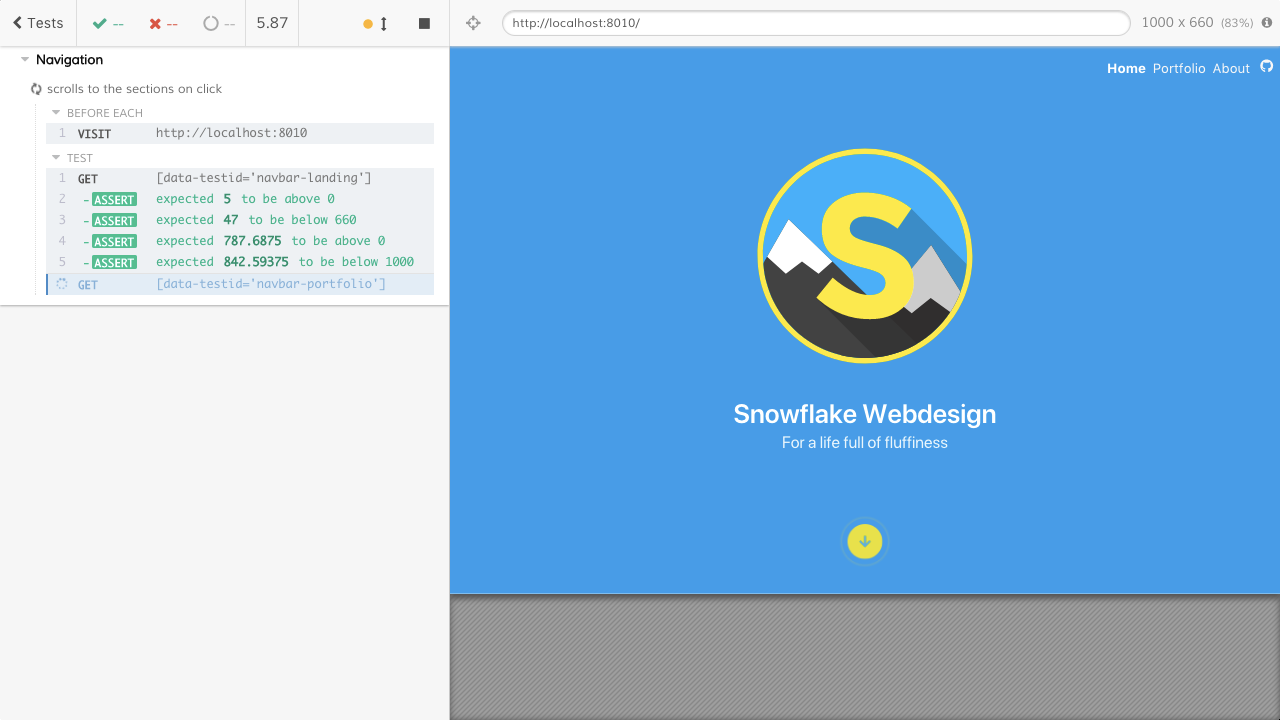 Tests -- -- -- 5.87 http://localhost:8010/ 1000 x 660 (83%)
Navigation
scrolls to the sections on click
BEFORE EACH
1 VISIT http://localhost:8010
TEST
1 GET [data-testid='navbar-landing']
2 - ASSERT expected 5 to be above 0
3 - ASSERT expected 47 to be below 660
4 - ASSERT expected 787.6875 to be above 0
5 - ASSERT expected 842.59375 to be below 1000
GET [data-testid='navbar-portfolio']
Home Portfolio About
S
Snowflake Webdesign
For a life full of fluffiness